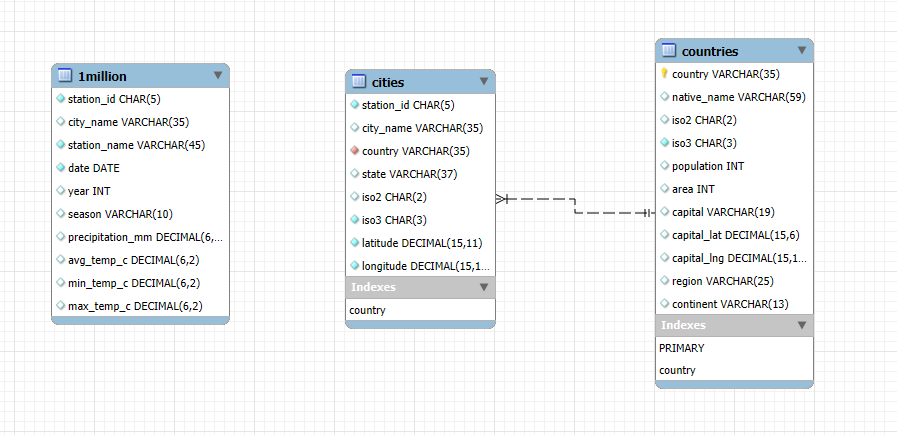 1million
station_id CHAR(5)
city_name VARCHAR(35)
station_name VARCHAR(45)
date DATE
year INT
season VARCHAR(10)
precipitation_mm DECIMAL(6,...
avg_temp_c DECIMAL(6,2)
min_temp_c DECIMAL(6,2)
max_temp_c DECIMAL(6,2)
cities
station_id CHAR(5)
city_name VARCHAR(35)
country VARCHAR(35)
state VARCHAR(37)
iso2 CHAR(2)
iso3 CHAR(3)
latitude DECIMAL(15,11)
longitude DECIMAL(15,1...
Indexes
country
countries
country VARCHAR(35)
native_name VARCHAR(59)
iso2 CHAR(2)
iso3 CHAR(3)
population INT
area INT
capital VARCHAR(19)
capital_lat DECIMAL(15,6)
capital_lng DECIMAL(15,1...
region VARCHAR(25)
continent VARCHAR(13)
Indexes
PRIMARY
country